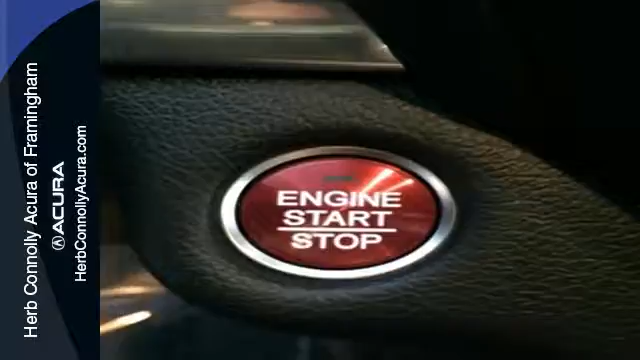 Herb Connolly Acura of Framingham
ACURA
HerbConnollyAcura.com
ENGINE
START
STOP